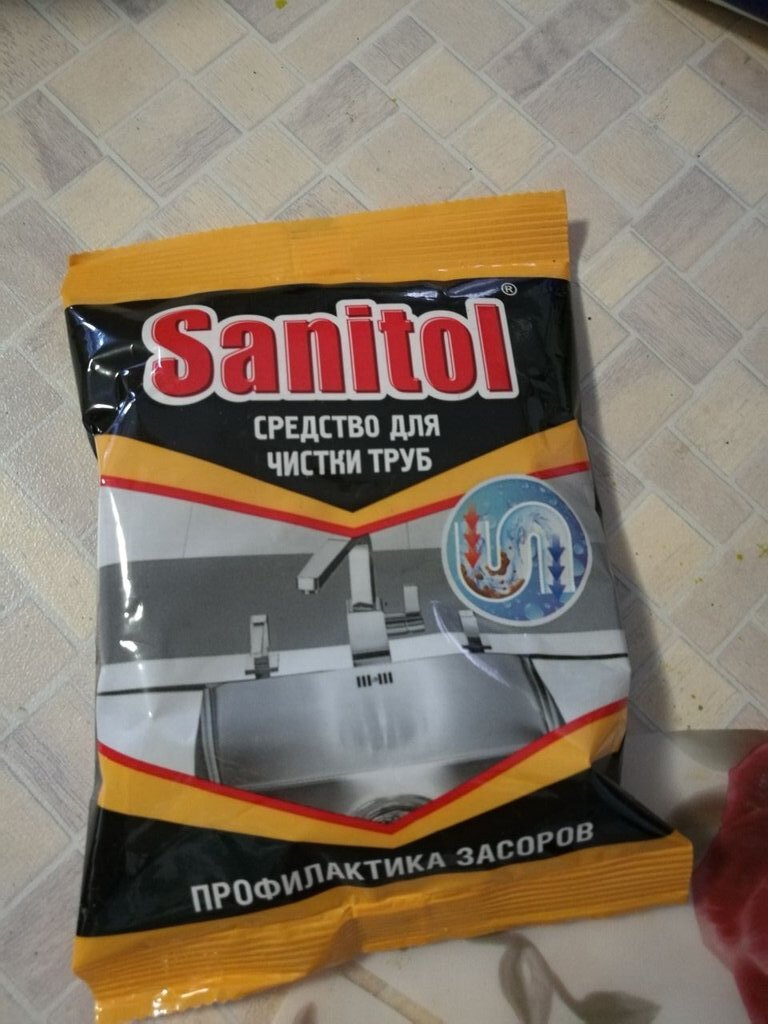 Sanitol®
СРЕДСТВО ДЛЯ
ЧИСТКИ ТРУБ
ПРОФИЛАКТИКА ЗАСОРОВ